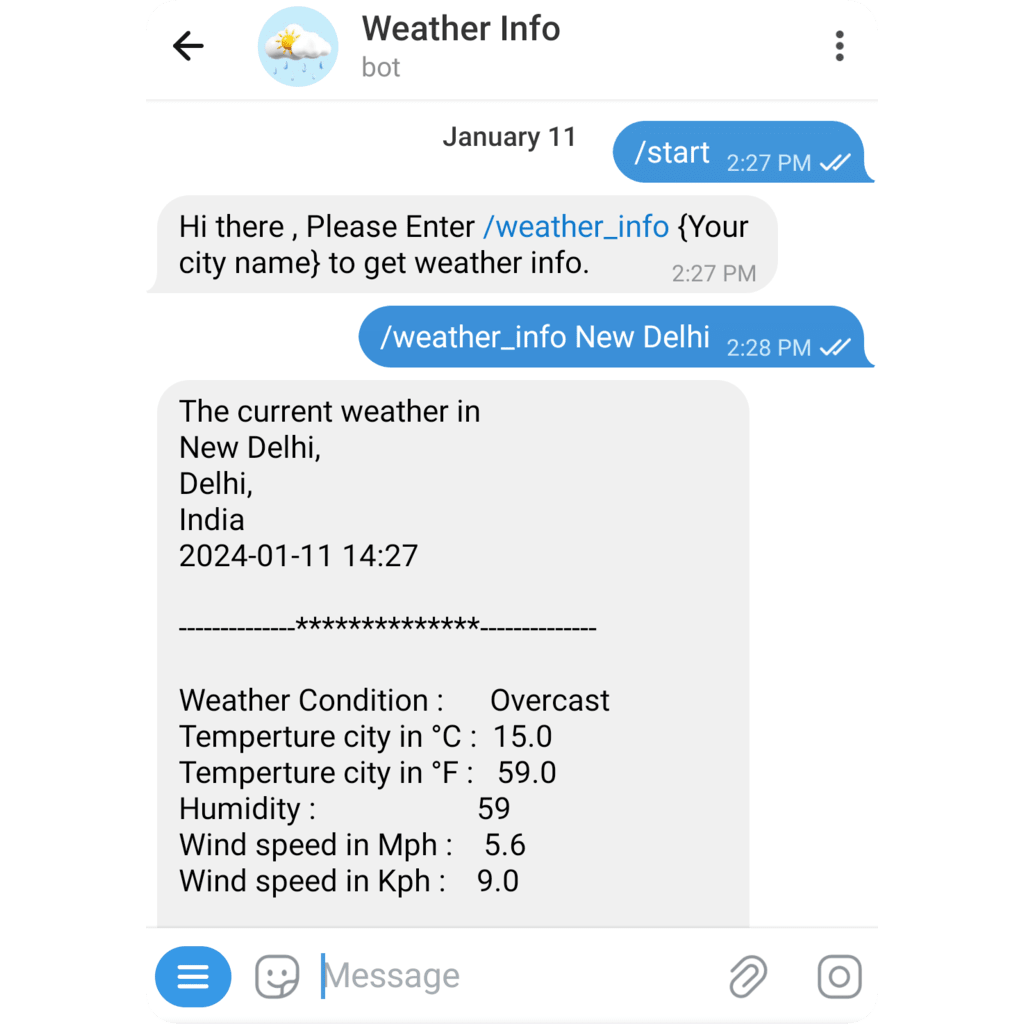 Weather Info
bot
January 11
/start 2:27 PM
Hi there , Please Enter /weather_info {Your
city name} to get weather info. 2:27 PM
/weather_info New Delhi 2:28 PM
The current weather in
New Delhi,
Delhi,
India
2024-01-11 14:27
--------------**************--------------
Weather Condition : Overcast
Temperture city in °C : 15.0
Temperture city in °F : 59.0
Humidity : 59
Wind speed in Mph : 5.6
Wind speed in Kph : 9.0
Message